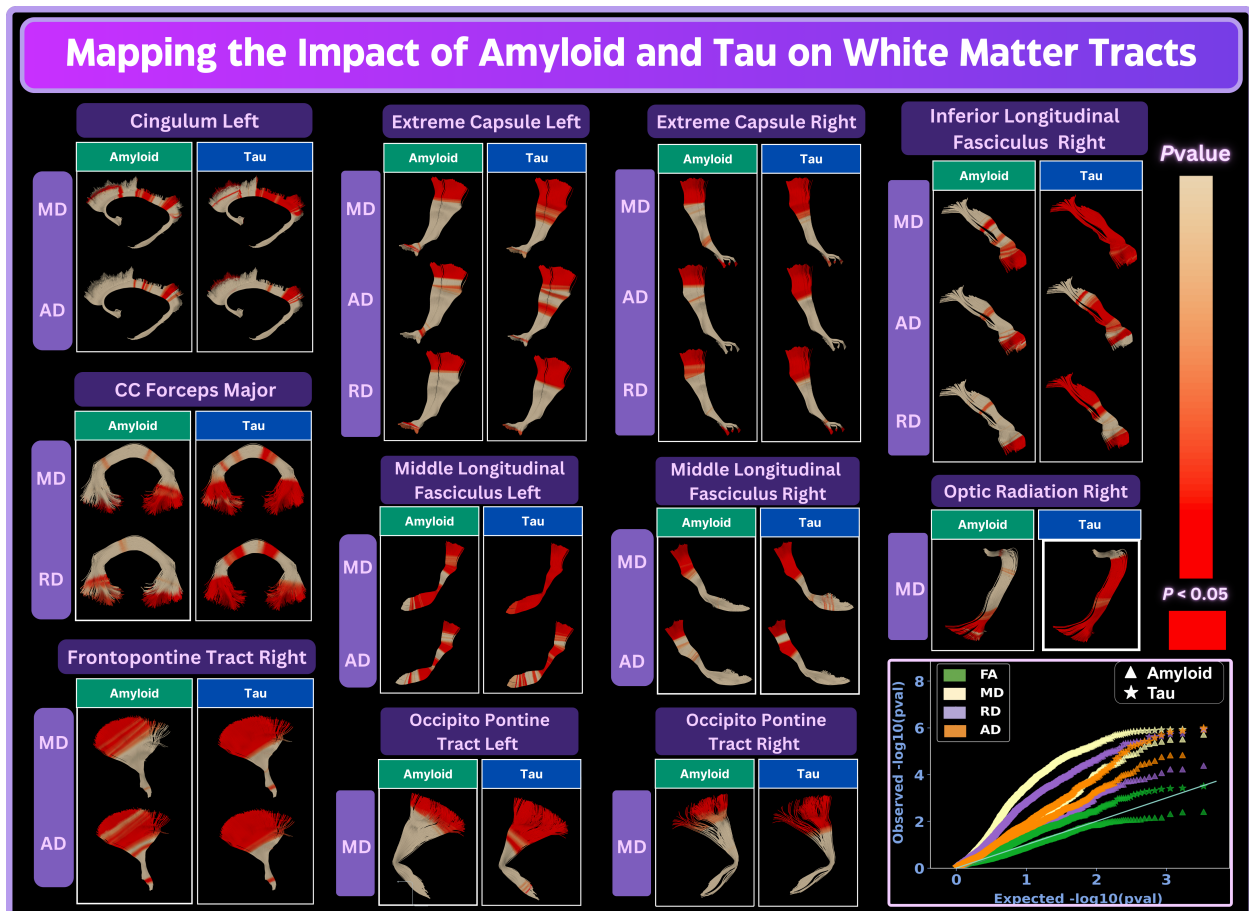 Mapping the Impact of Amyloid and Tau on White Matter Tracts
Cingulum Left
Amyloid
Tau
MD
AD
Extreme Capsule Left
Amyloid
Tau
MD
AD
RD
Extreme Capsule Right
Amyloid
Tau
MD
AD
RD
Inferior Longitudinal
Fasciculus Right
Amyloid
Tau
MD
AD
RD
Pvalue
P < 0.05
CC Forceps Major
Amyloid
Tau
MD
RD
Middle Longitudinal
Fasciculus Left
Amyloid
Tau
MD
AD
Middle Longitudinal
Fasciculus Right
Amyloid
Tau
MD
AD
Optic Radiation Right
Amyloid
Tau
MD
Frontopontine Tract Right
Amyloid
Tau
MD
AD
Occipito Pontine
Tract Left
Amyloid
Tau
MD
Occipito Pontine
Tract Right
Amyloid
Tau
MD
FA
MD
RD
AD
Amyloid
Tau
Observed -log10(pval)
8
6
4
2
0
0 1 2 3
Expected -log10(pval)